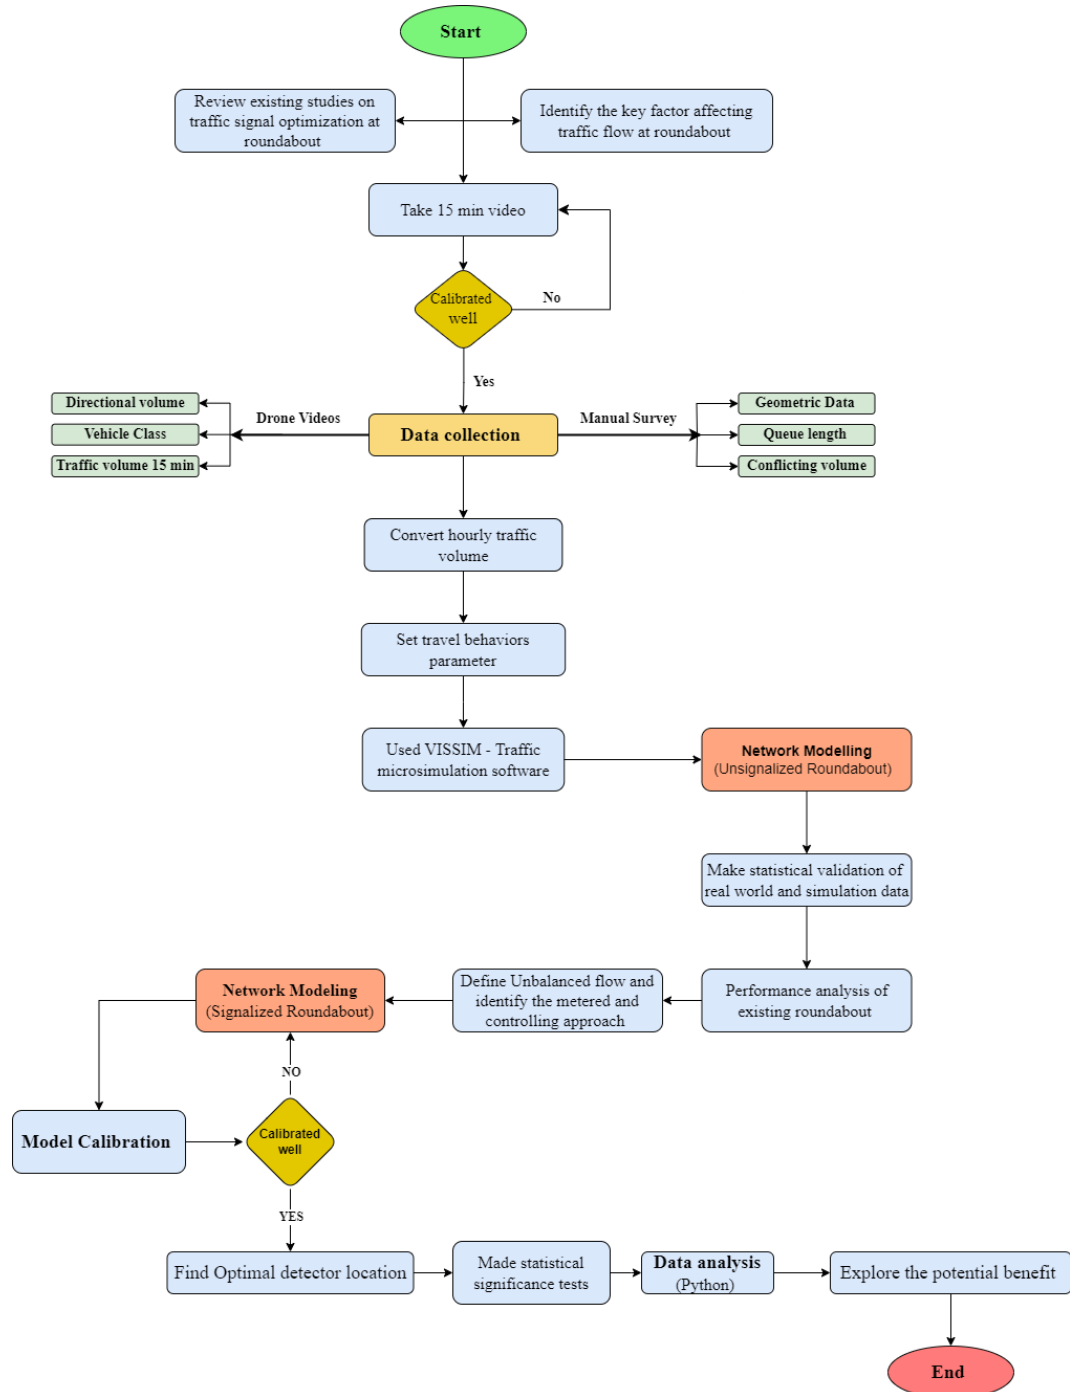 Start
Review existing studies on
traffic signal optimization at
roundabout
Identify the key factor affecting
traffic flow at roundabout
Take 15 min video
Calibrated
well
No
Yes
Directional volume
Vehicle Class
Traffic volume 15 min
Drone Videos
Data collection
Manual Survey
Geometric Data
Queue length
Conflicting volume
Convert hourly traffic
volume
Set travel behaviors
parameter
Used VISSIM - Traffic
microsimulation software
Network Modelling
(Unsignalized Roundabout)
Make statistical validation of
real world and simulation data
Performance analysis of
existing roundabout
Define Unbalanced flow and
identify the metered and
controlling approach
Network Modeling
(Signalized Roundabout)
NO
Model Calibration
Calibrated
well
YES
Find Optimal detector location
Made statistical
significance tests
Data analysis
(Python)
Explore the potential benefit
End